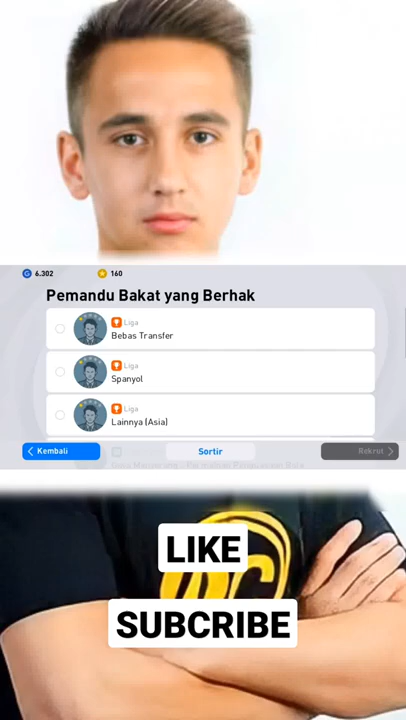 6.302
160
Pemandu Bakat yang Berhak
Liga
Bebas Transfer
Liga
Spanyol
Liga
Lainnya (Asia)
Kembali
Sortir
Rekrut
LIKE
SUBCRIBE